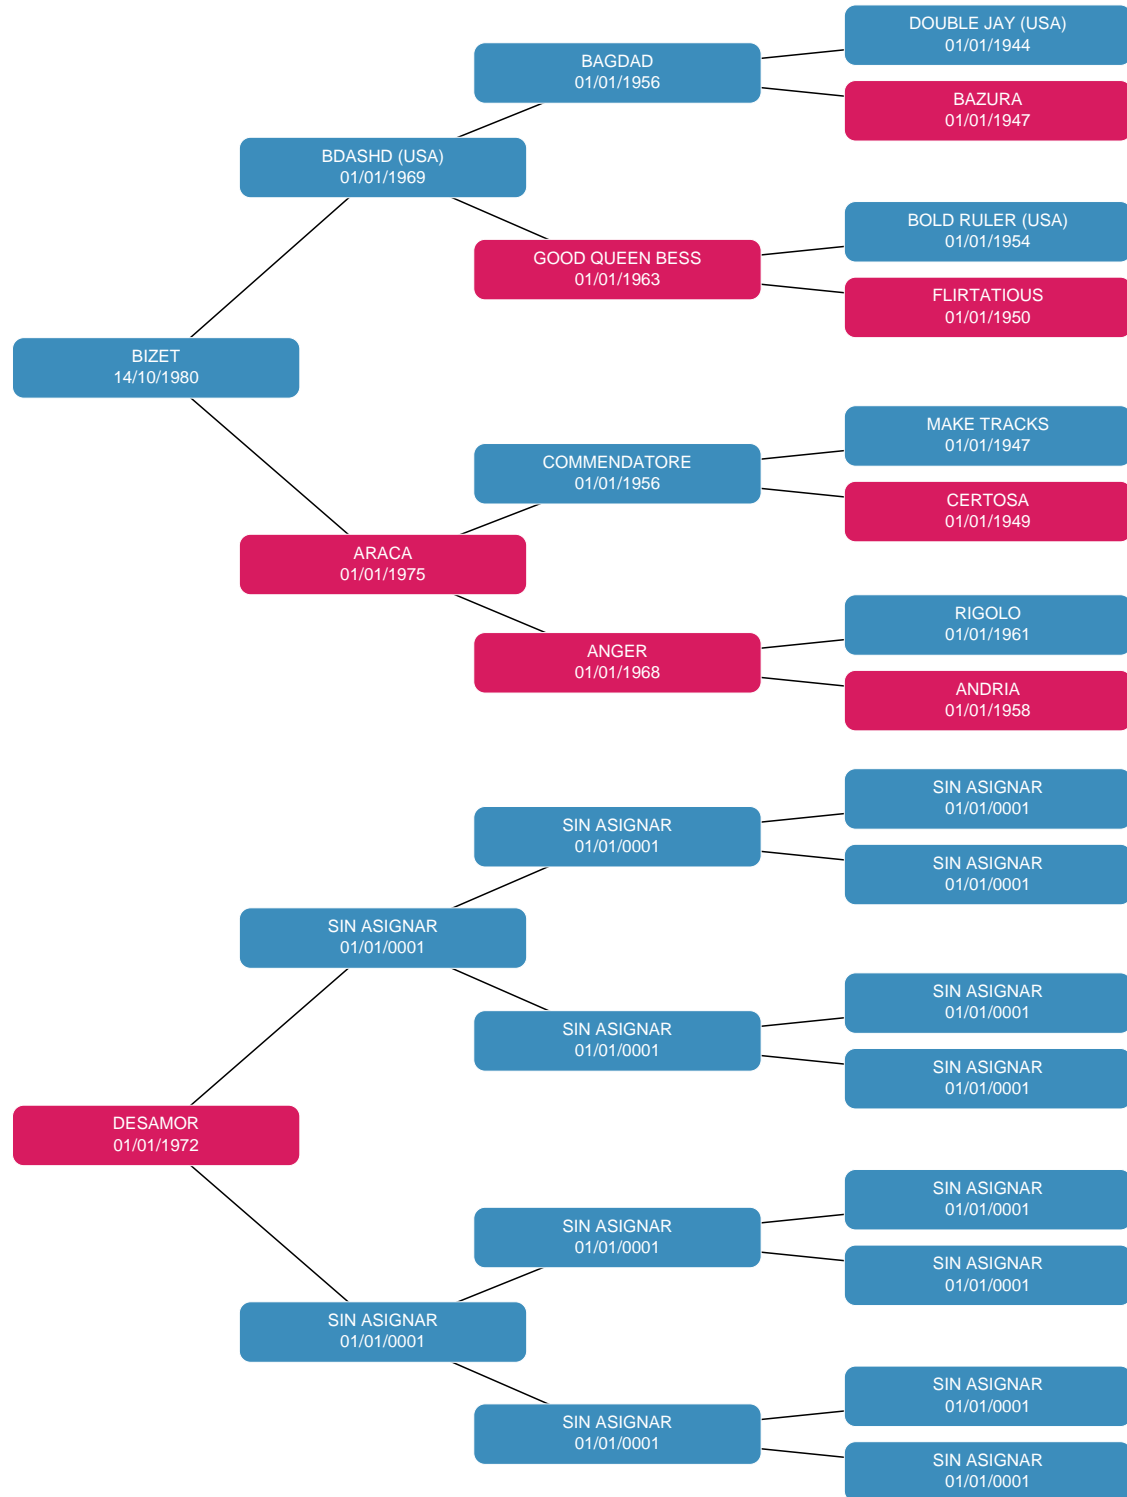 DOUBLE JAY (USA)
01/01/1944
BAGDAD
01/01/1956
BAZURA
01/01/1947
BDASHD (USA)
01/01/1969
BOLD RULER (USA)
01/01/1954
GOOD QUEEN BESS
01/01/1963
FLIRTATIOUS
01/01/1950
BIZET
14/10/1980
MAKE TRACKS
01/01/1947
COMMENDATORE
01/01/1956
CERTOSA
01/01/1949
ARACA
01/01/1975
RIGOLO
01/01/1961
ANGER
01/01/1968
ANDRIA
01/01/1958
SIN ASIGNAR
01/01/0001
SIN ASIGNAR
01/01/0001
SIN ASIGNAR
01/01/0001
SIN ASIGNAR
01/01/0001
SIN ASIGNAR
01/01/0001
SIN ASIGNAR
01/01/0001
SIN ASIGNAR
01/01/0001
DESAMOR
01/01/1972
SIN ASIGNAR
01/01/0001
SIN ASIGNAR
01/01/0001
SIN ASIGNAR
01/01/0001
SIN ASIGNAR
01/01/0001
SIN ASIGNAR
01/01/0001
SIN ASIGNAR
01/01/0001
SIN ASIGNAR
01/01/0001